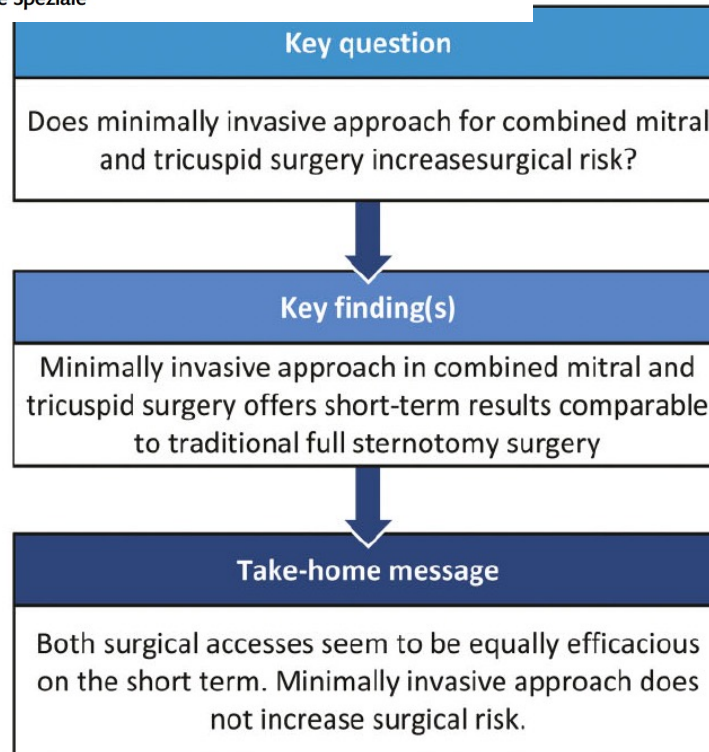 Speziale
Key question
Does minimally invasive approach for combined mitral
and tricuspid surgery increasesurgical risk?
Key finding(s)
Minimally invasive approach in combined mitral and
tricuspid surgery offers short-term results comparable
to traditional full sternotomy surgery
Take-home message
Both surgical accesses seem to be equally efficacious
on the short term. Minimally invasive approach does
not increase surgical risk.